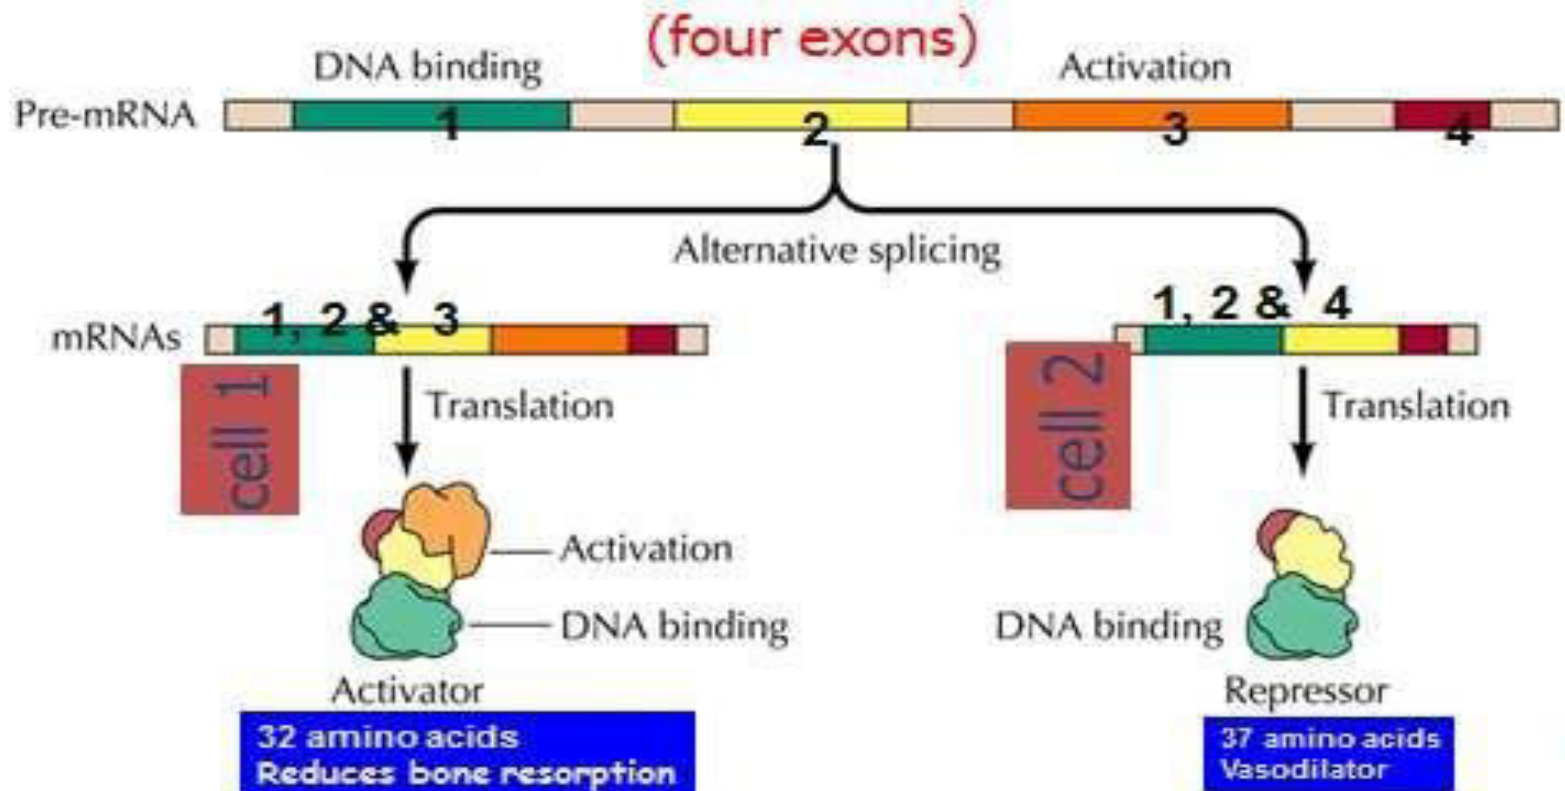 (four exons)
DNA binding
Activation
Pre-mRNA
1
2
3
4
Alternative splicing
1, 2 & 3
1, 2 & 4
mRNAs
cell 1
Translation
cell 2
Translation
Activation
DNA binding
DNA binding
Activator
Repressor
32 amino acids
Reduces bone resorption
37 amino acids
Vasodilator